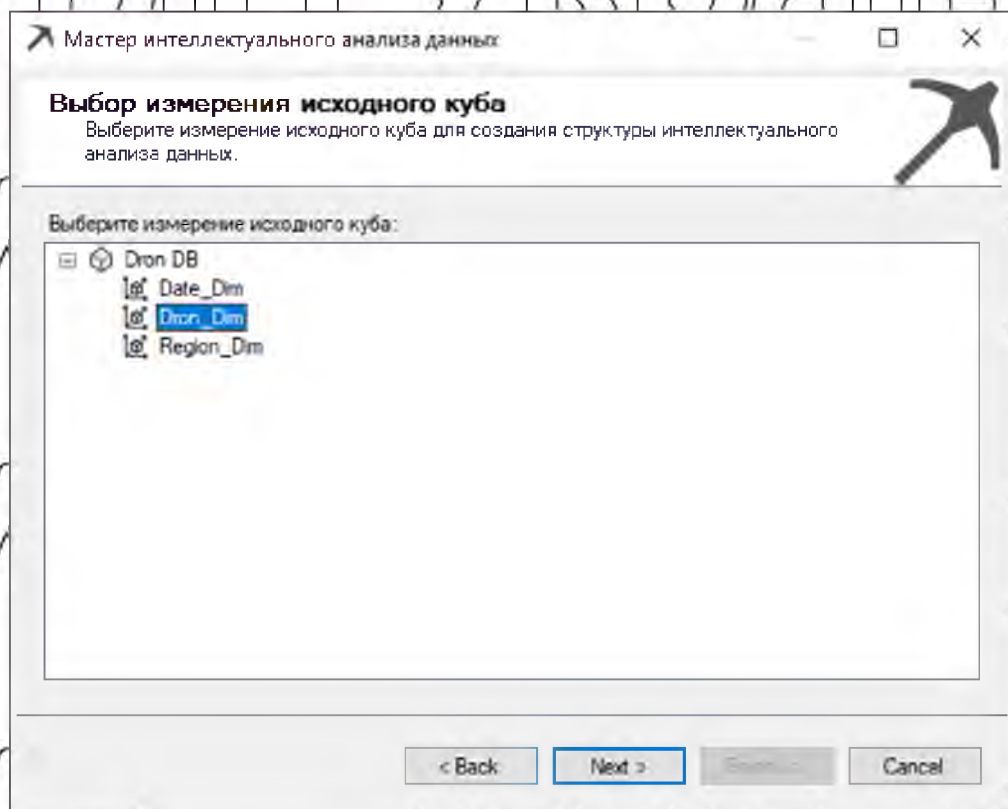 Мастер интеллектуального анализа данных
Выбор измерения исходного куба
Выберите измерение исходного куба для создания структуры интеллектуального
анализа данных.
Выберите измерение исходного куба:
Dron DB
Date_Dim
Dron_Dim
Region_Dim
< Back
Next >
Cancel